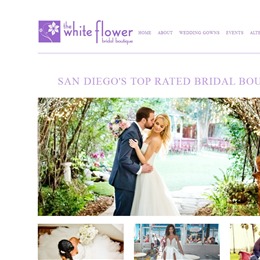 the
white flower
bridal boutique
HOME ABOUT WEDDING GOWNS EVENTS ALTE
SAN DIEGO'S TOP RATED BRIDAL BOU